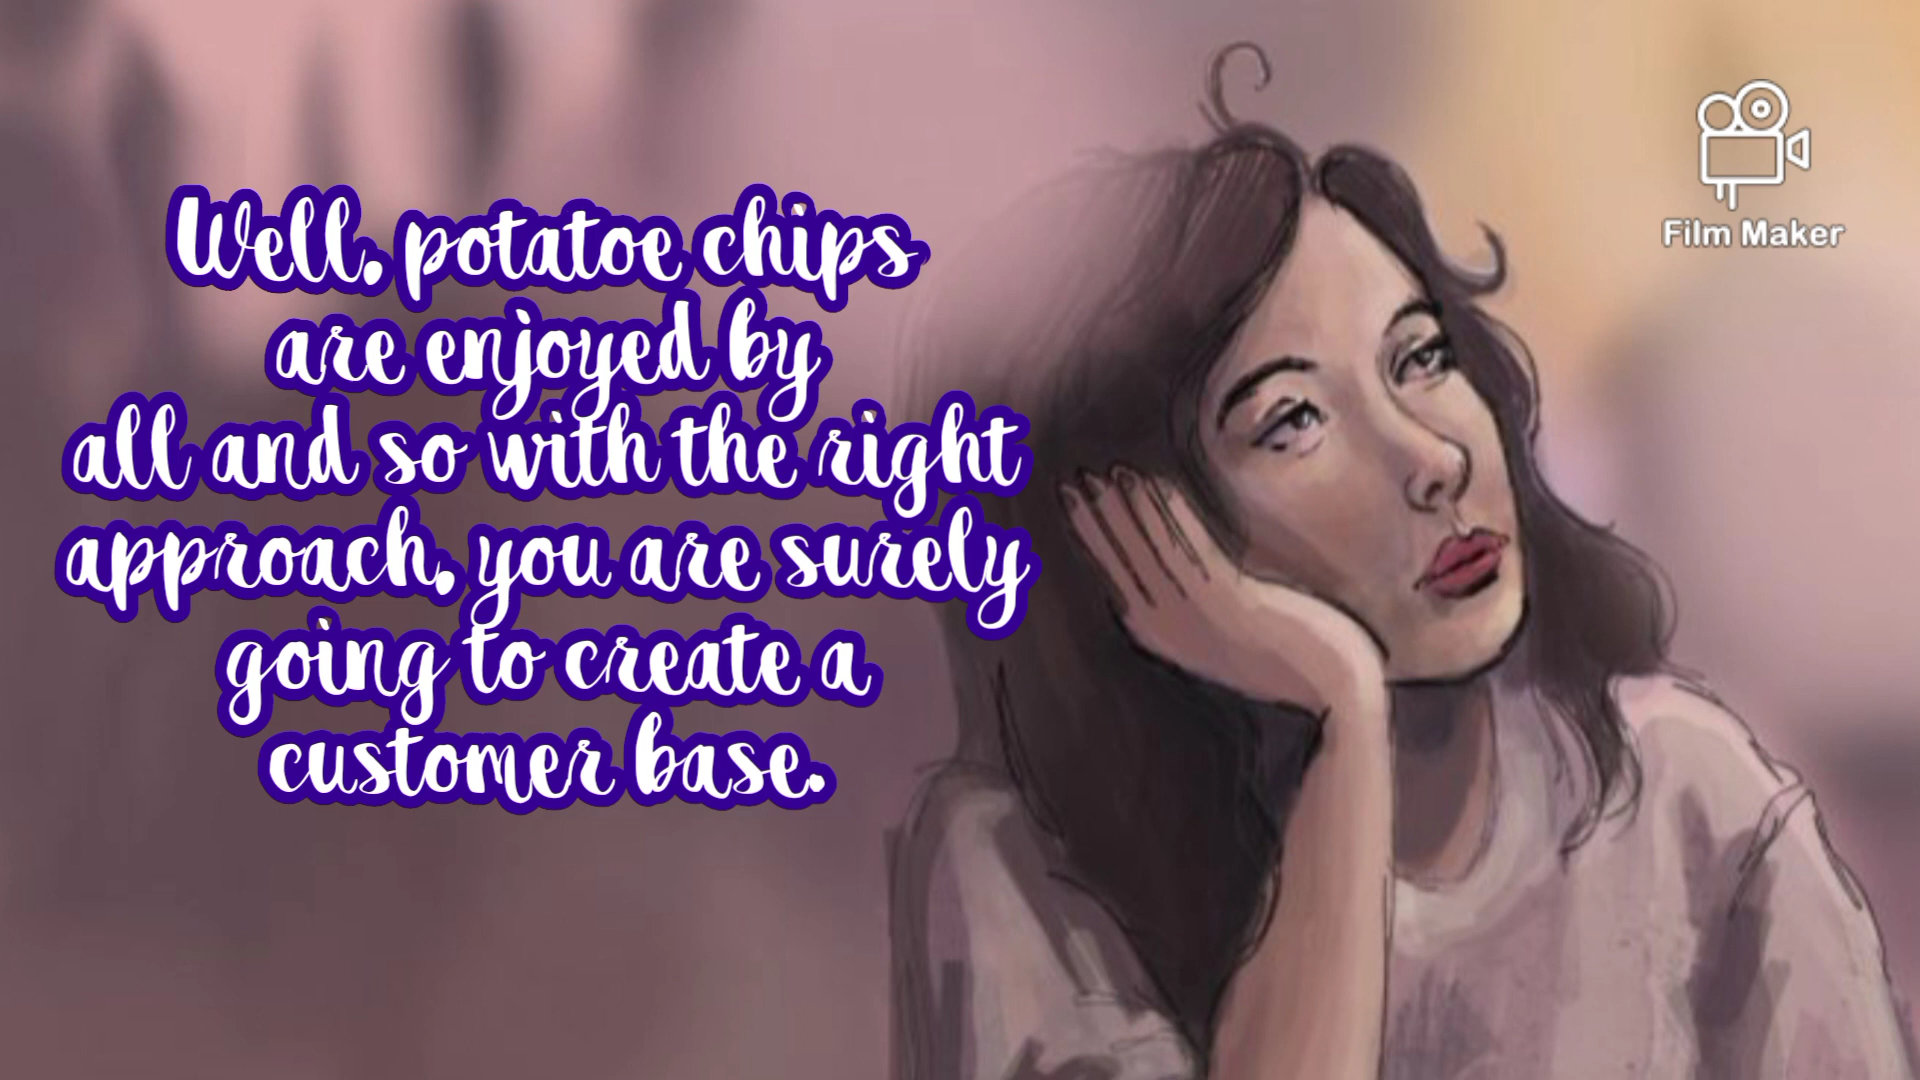 Well, potatoe chips
are enjoyed by
all and so with the right
approach, you are surely
going to create a
customer base.
Film Maker